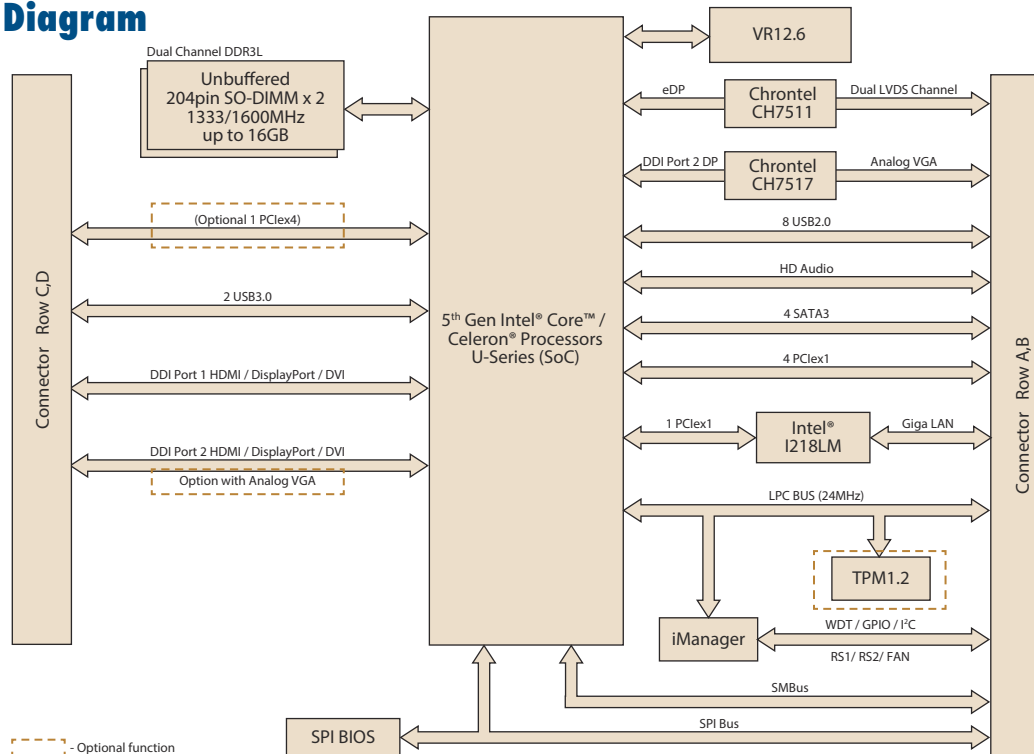 Diagram
Dual Channel DDR3L
Unbuffered
204pin SO-DIMM x 2
1333/1600MHz
up to 16GB
VR12.6
eDP
Chrontel
CH7511
Dual LVDS Channel
DDI Port 2 DP
Chrontel
CH7517
Analog VGA
(Optional 1 PCIex4)
8 USB2.0
HD Audio
2 USB3.0
5th Gen Intel® Core™ /
Celeron® Processors
U-Series (SoC)
4 SATA3
4 PCIex1
Connector Row C,D
Connector Row A,B
DDI Port 1 HDMI / DisplayPort / DVI
1 PCIex1
Intel®
I218LM
Giga LAN
DDI Port 2 HDMI / DisplayPort / DVI
Option with Analog VGA
LPC BUS (24MHz)
TPM1.2
iManager
WDT / GPIO / I²C
RS1/ RS2/ FAN
SMBus
SPI BIOS
SPI Bus
- Optional function